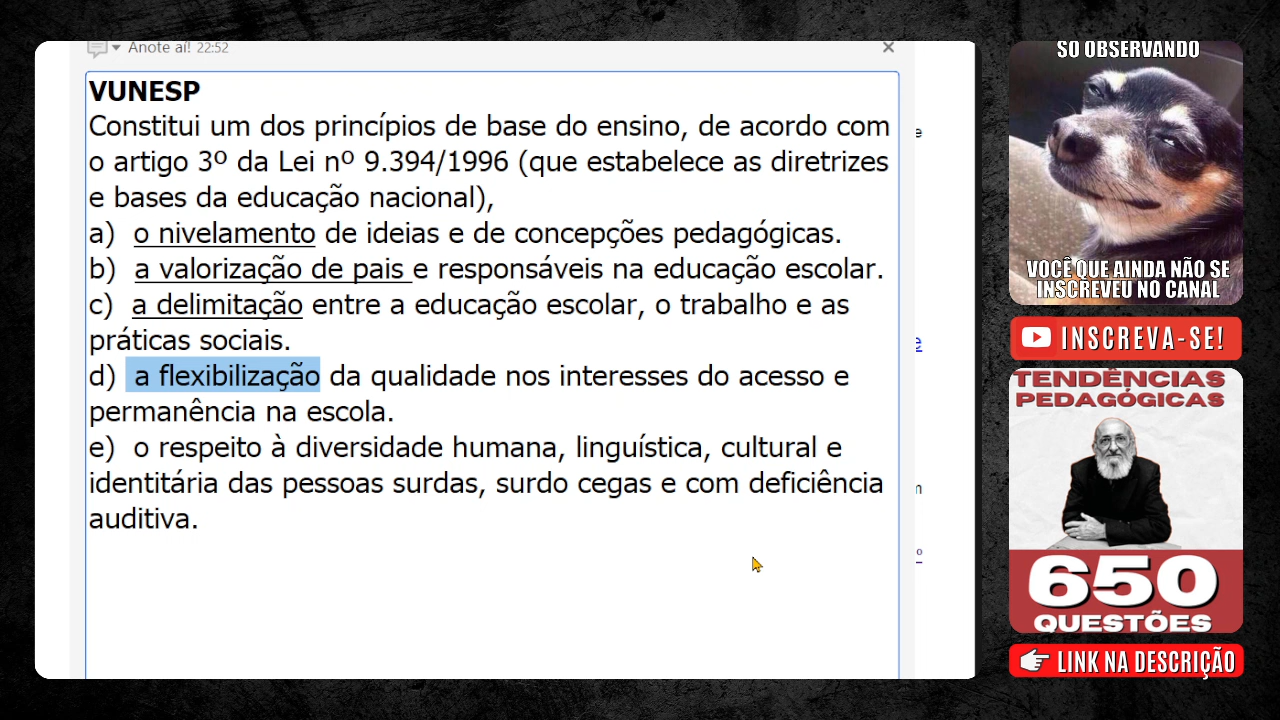 Anote aí! 22:52
VUNESP
Constitui um dos princípios de base do ensino, de acordo com
o artigo 3º da Lei nº 9.394/1996 (que estabelece as diretrizes
e bases da educação nacional),
a) o nivelamento de ideias e de concepções pedagógicas.
b) a valorização de pais e responsáveis na educação escolar.
c) a delimitação entre a educação escolar, o trabalho e as
práticas sociais.
d) a flexibilização da qualidade nos interesses do acesso e
permanência na escola.
e) o respeito à diversidade humana, linguística, cultural e
identitária das pessoas surdas, surdo cegas e com deficiência
auditiva.
e
e
m
o
SO OBSERVANDO
VOCÊ QUE AINDA NÃO SE
INSCREVEU NO CANAL
INSCREVA-SE!
TENDÊNCIAS
PEDAGÓGICAS
650
QUESTÕES
LINK NA DESCRIÇÃO